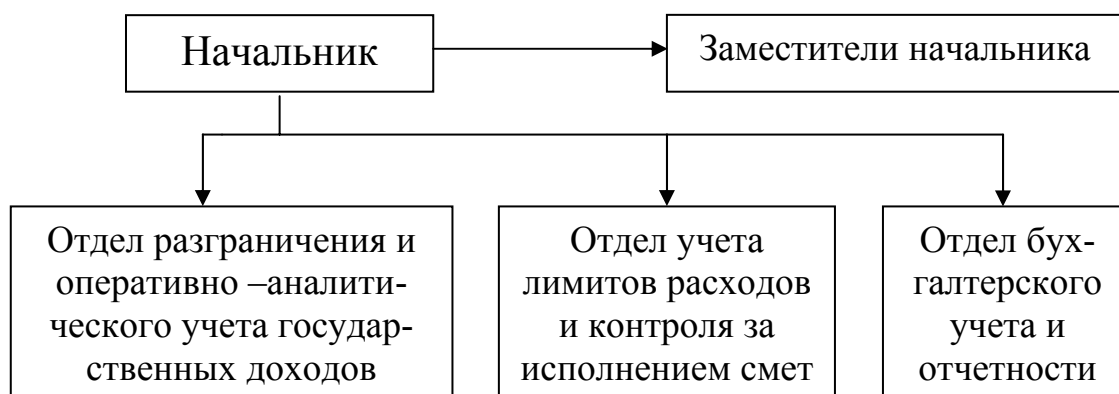 Начальник
Заместители начальника
Отдел разграничения и
оперативно –аналити-
ческого учета государ-
ственных доходов
Отдел учета
лимитов расходов
и контроля за
исполнением смет
Отдел бух-
галтерского
учета и
отчетности